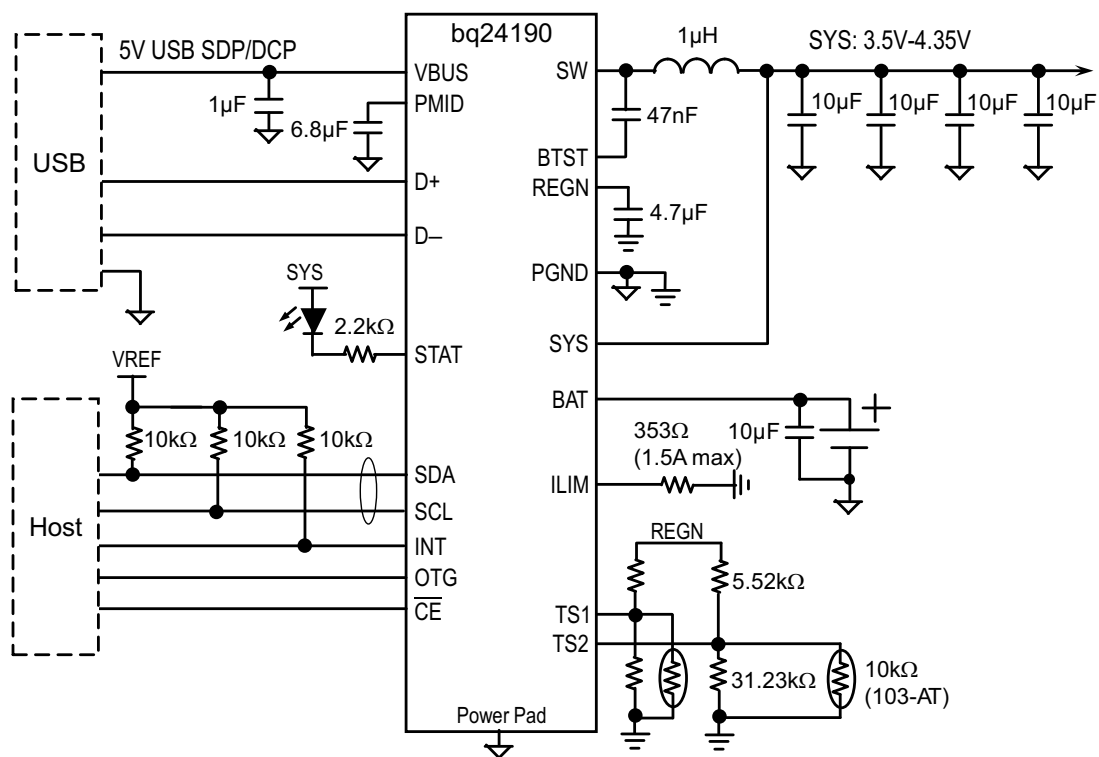 bq24190
5V USB SDP/DCP
1µH
SYS: 3.5V-4.35V
VBUS
SW
PMID
1µF
6.8µF
47nF
10µF
10µF
10µF
10µF
USB
BTST
D+
REGN
4.7µF
D–
PGND
SYS
2.2kΩ
STAT
SYS
VREF
BAT
+
10kΩ
10kΩ
10kΩ
353Ω
(1.5A max)
10µF
SDA
ILIM
SCL
Host
INT
REGN
OTG
5.52kΩ
CE
TS1
TS2
31.23kΩ
10kΩ
(103-AT)
Power Pad